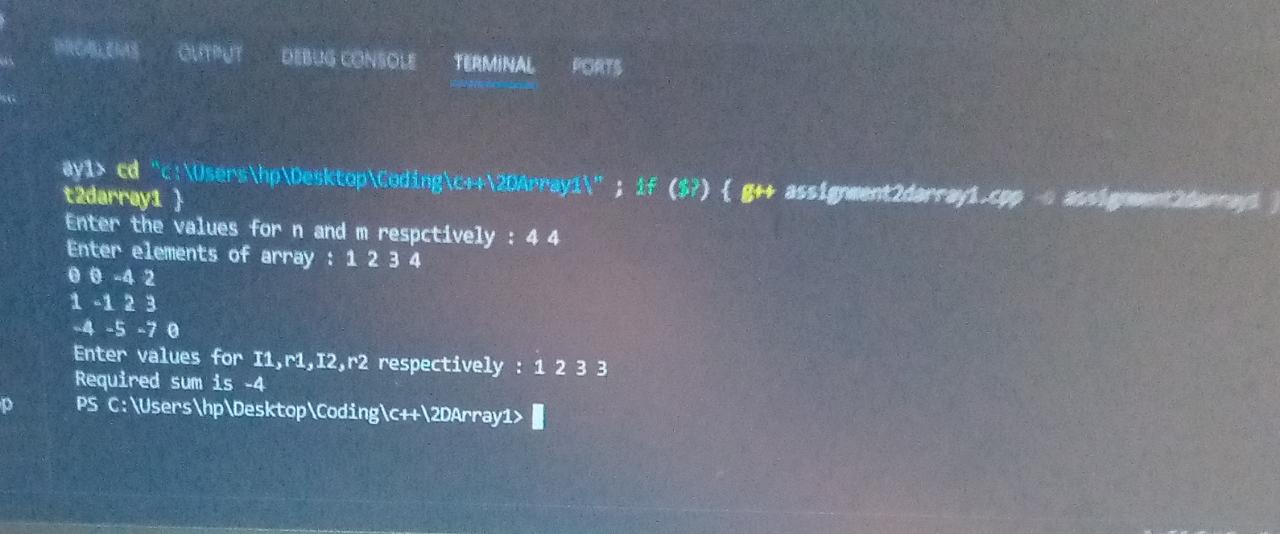 PROBLEMS OUTPUT DEBUG CONSOLE TERMINAL PORTS
ay1> cd "c:\Users\hp\Desktop\Coding\c++\2DArray1\" ; if ($?) { g++ assignment2darray1.cpp -o assignment2darray1
t2darray1 }
Enter the values for n and m respctively : 4 4
Enter elements of array : 1 2 3 4
0 0 -4 2
1 -1 2 3
-4 -5 -7 0
Enter values for I1,r1,I2,r2 respectively : 1 2 3 3
Required sum is -4
PS C:\Users\hp\Desktop\Coding\c++\2DArray1>